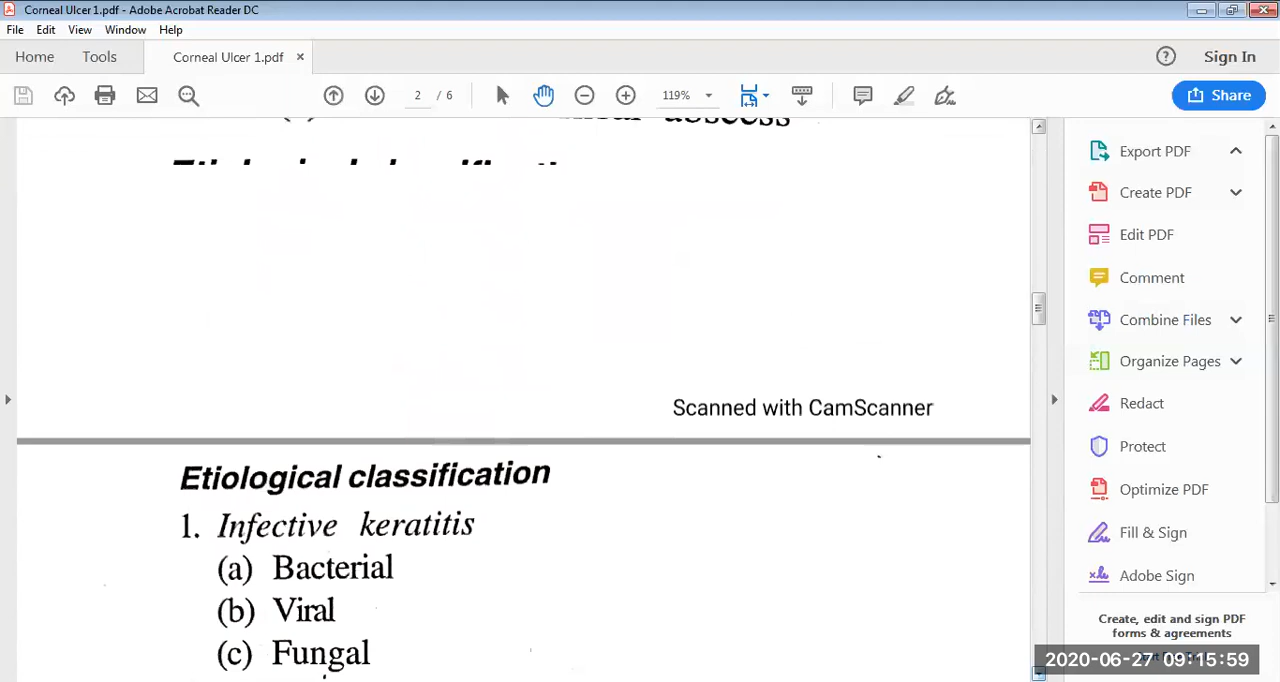 Corneal Ulcer 1.pdf - Adobe Acrobat Reader DC
File Edit View Window Help
Home Tools Corneal Ulcer 1.pdf × ? Sign In
2 / 6 119% Share
abscess
Etiological classification
Scanned with CamScanner
Etiological classification
1. Infective keratitis
(a) Bacterial
(b) Viral
(c) Fungal
Export PDF
Create PDF
Edit PDF
Comment
Combine Files
Organize Pages
Redact
Protect
Optimize PDF
Fill & Sign
Adobe Sign
Create, edit and sign PDF
forms & agreements
2020-06-27 09:15:59